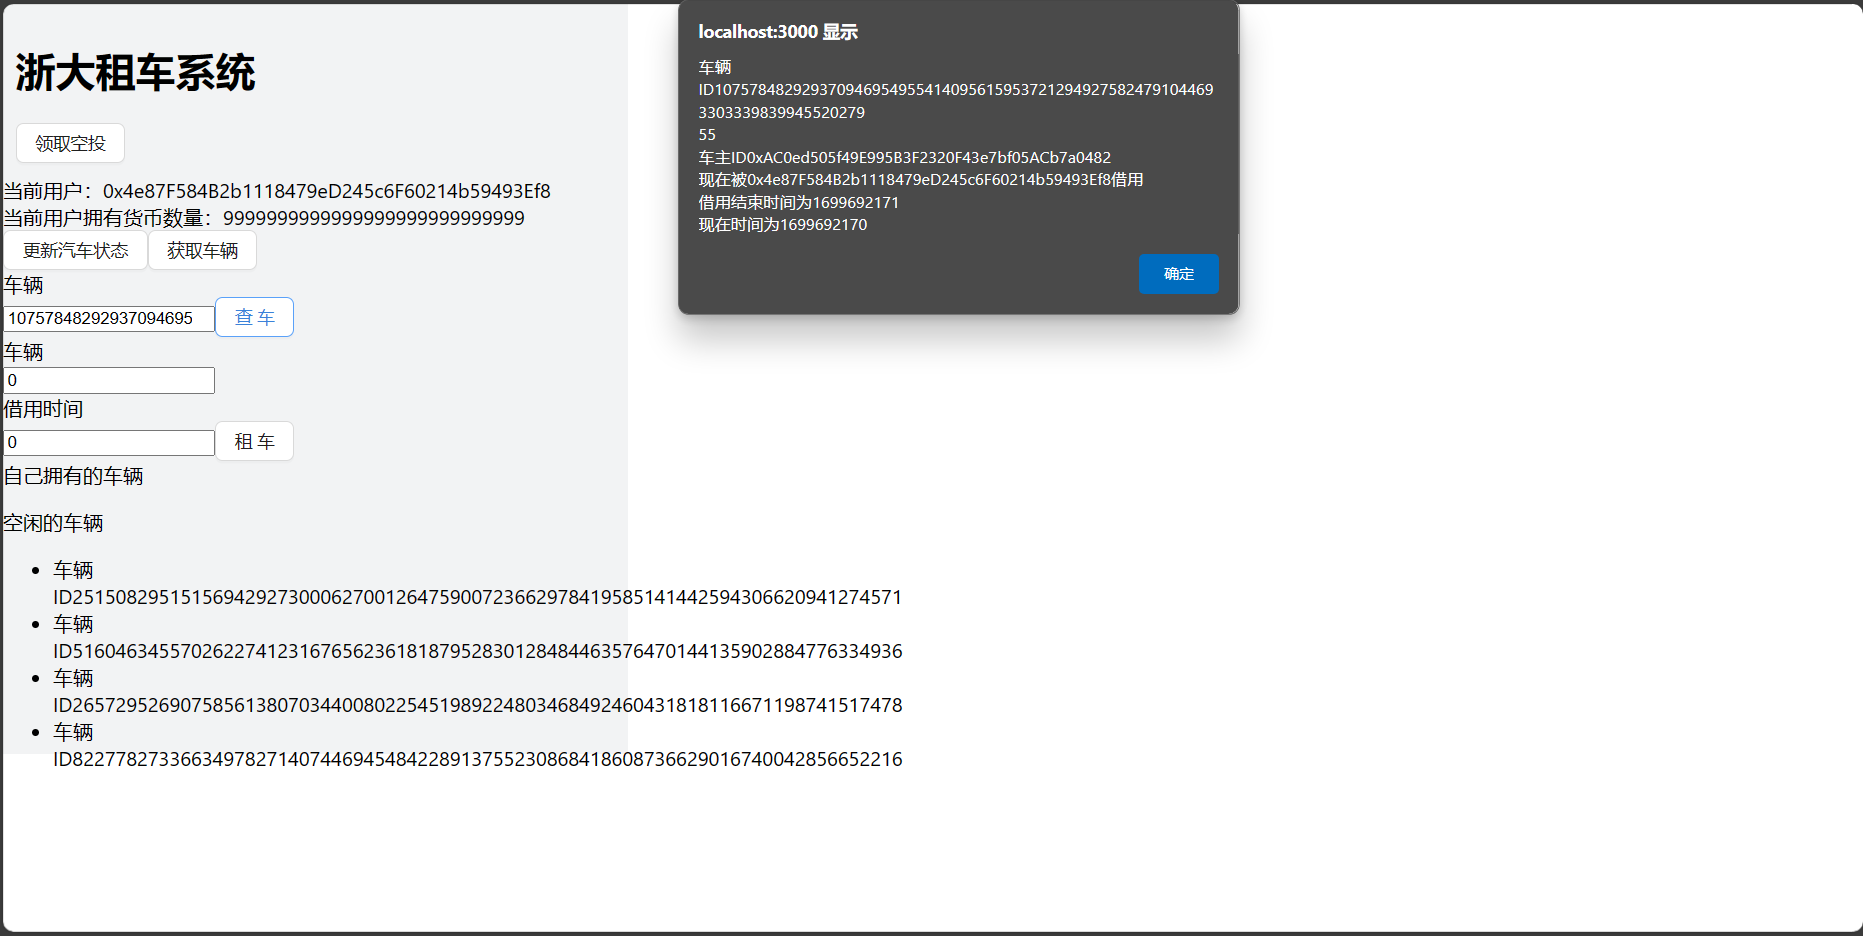 浙大租车系统
领取空投
当前用户：0x4e87F584B2b1118479eD245c6F60214b59493Ef8
当前用户拥有货币数量：9999999999999999999999999999
更新汽车状态 获取车辆
车辆
10757848292937094695 查 车
车辆
0
借用时间
0 租 车
自己拥有的车辆
空闲的车辆
车辆
ID25150829515156942927300062700126475900723662978419585141442594306620941274571
车辆
ID51604634557026227412316765623618187952830128484463576470144135902884776334936
车辆
ID26572952690758561380703440080225451989224803468492460431818116671198741517478
车辆
ID82277827336634978271407446945484228913755230868418608736629016740042856652216
localhost:3000 显示
车辆
ID10757848292937094695495541409561595372129492758247910446​9
3303339839945520279
55
车主ID0xAC0ed505f49E995B3F2320F43e7bf05ACb7a0482
现在被0x4e87F584B2b1118479eD245c6F60214b59493Ef8借用
借用结束时间为1699692171
现在时间为1699692170
确定